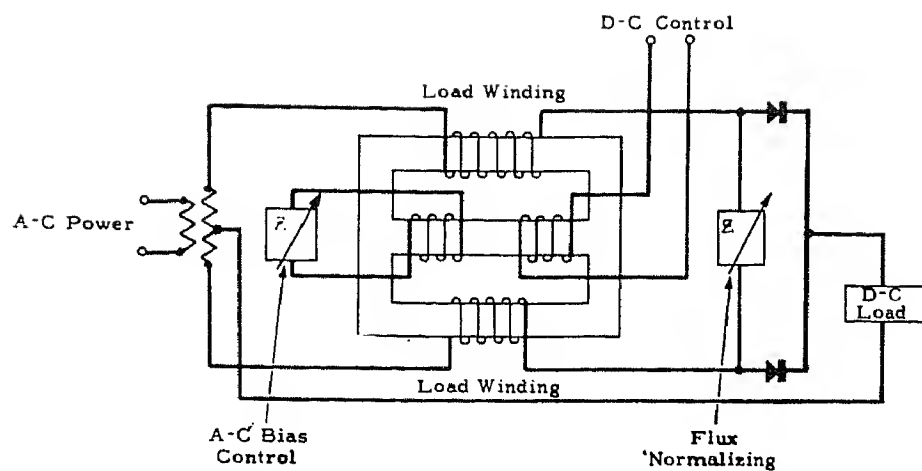 D-C Control
Load Winding
A-C Power
Z
Z
D-C
Load
Load Winding
A-C Bias
Control
Flux
'Normalizing